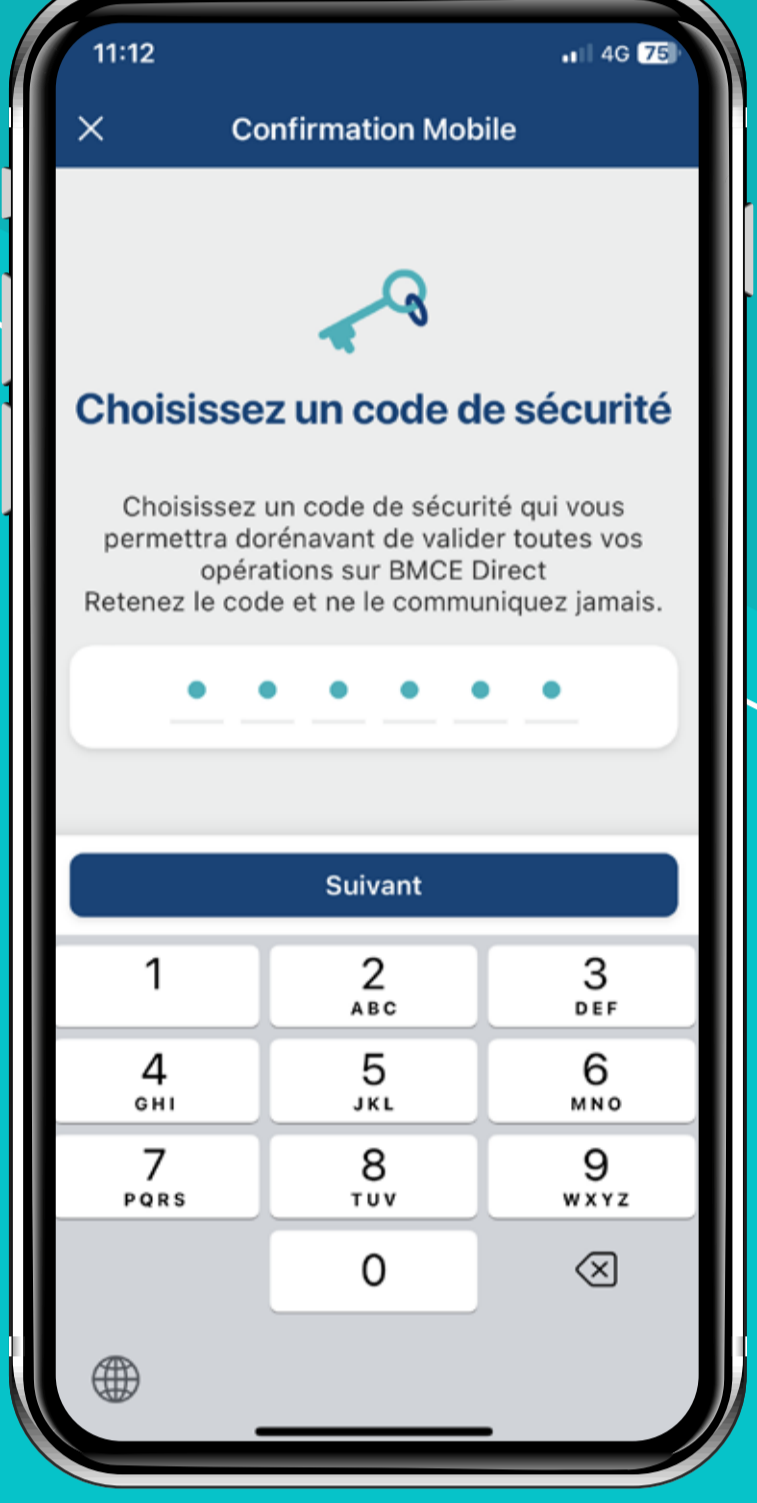 11:12
4G 75
Confirmation Mobile
Choisissez un code de sécurité
Choisissez un code de sécurité qui vous
permettra dorénavant de valider toutes vos
opérations sur BMCE Direct
Retenez le code et ne le communiquez jamais.
Suivant
1 2 3
ABC DEF
4 5 6
GHI JKL MNO
7 8 9
PQRS TUV WXYZ
0